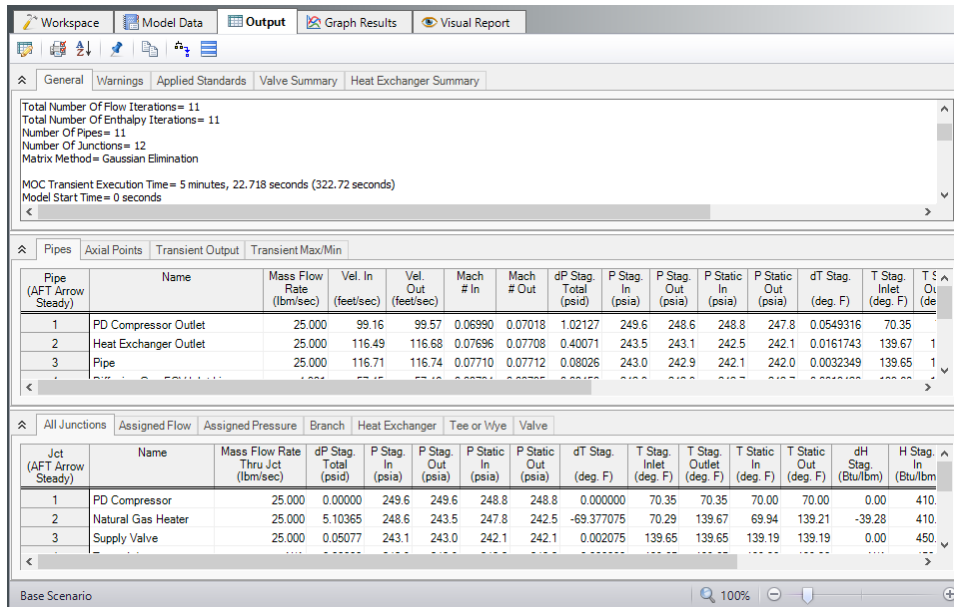 Workspace Model Data Output Graph Results Visual Report
General Warnings Applied Standards Valve Summary Heat Exchanger Summary
Total Number Of Flow Iterations= 11
Total Number Of Enthalpy Iterations= 11
Number Of Pipes= 11
Number Of Junctions= 12
Matrix Method= Gaussian Elimination
MOC Transient Execution Time= 5 minutes, 22.718 seconds (322.72 seconds)
Model Start Time= 0 seconds
Pipes Axial Points Transient Output Transient Max/Min
Pipe Name Mass Flow Vel. In Vel. Mach Mach dP Stag. P Stag. P Stag. P Static P Static dT Stag. T Stag.
(AFT Arrow Rate Out # In # Out Total In Out In Out Inlet
Steady) (lbm/sec) (feet/sec) (feet/sec) (psid) (psia) (psia) (psia) (psia) (deg. F) (deg. F)
1 PD Compressor Outlet 25.000 99.16 99.57 0.06990 0.07018 1.02127 249.6 248.6 248.8 247.8 0.0549316 70.35
2 Heat Exchanger Outlet 25.000 116.49 116.68 0.07696 0.07708 0.40071 243.5 243.1 242.5 242.1 0.0161743 139.67 1
3 Pipe 25.000 116.71 116.74 0.07710 0.07712 0.08026 243.0 242.9 242.1 242.0 0.0032349 139.65 1
All Junctions Assigned Flow Assigned Pressure Branch Heat Exchanger Tee or Wye Valve
Jct Name Mass Flow Rate dP Stag. P Stag. P Stag. P Static P Static dT Stag. T Stag. T Stag. T Static T Static dH H Stag.
(AFT Arrow Thru Jct Total In Out In Out Inlet Outlet In Out Stag. In
Steady) (lbm/sec) (psid) (psia) (psia) (psia) (psia) (deg. F) (deg. F) (deg. F) (deg. F) (deg. F) (Btu/lbm) (Btu/lbm
1 PD Compressor 25.000 0.00000 249.6 249.6 248.8 248.8 0.000000 70.35 70.35 70.00 70.00 0.00 410.
2 Natural Gas Heater 25.000 5.10365 248.6 243.5 247.8 242.5 -69.377075 70.29 139.67 69.94 139.21 -39.28 410.
3 Supply Valve 25.000 0.05077 243.1 243.0 242.1 242.1 0.002075 139.65 139.65 139.19 139.19 0.00 450.
Base Scenario 100%